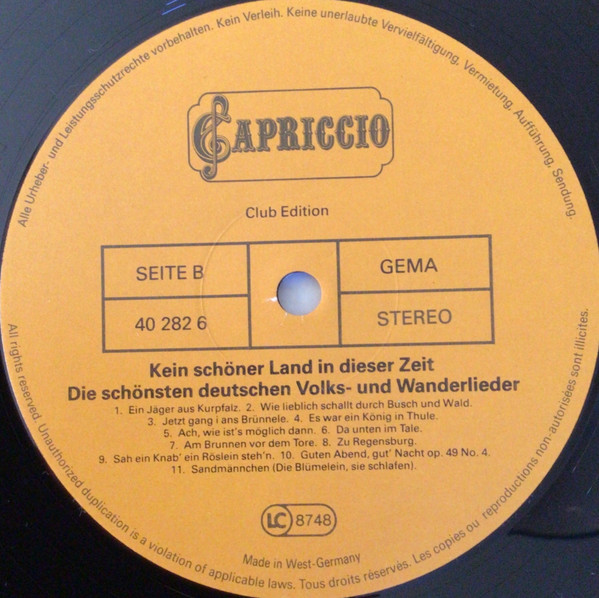 Alle Urheber- und Leistungsschutzrechte vorbehalten. Kein Verleih. Keine unerlaubte Vervielfältigung, Vermietung, Aufführung, Sendung.
CAPRICCIO
Club Edition
SEITE B
GEMA
40 282 6
STEREO
Kein schöner Land in dieser Zeit
Die schönsten deutschen Volks- und Wanderlieder
1. Ein Jäger aus Kurpfalz. 2. Wie lieblich schallt durch Busch und Wald.
3. Jetzt gang i ans Brünnele. 4. Es war ein König in Thule.
5. Ach, wie ist's möglich dann. 6. Da unten im Tale.
7. Am Brunnen vor dem Tore. 8. Zu Regensburg.
9. Sah ein Knab' ein Röslein steh'n. 10. Guten Abend, gut' Nacht op. 49 No. 4.
11. Sandmännchen (Die Blümelein, sie schlafen).
LC 8748
Made in West-Germany
All rights reserved. Unauthorized duplication is a violation of applicable laws. Tous droits réservés. Les copies ou reproductions non-autorisées sont illicites.